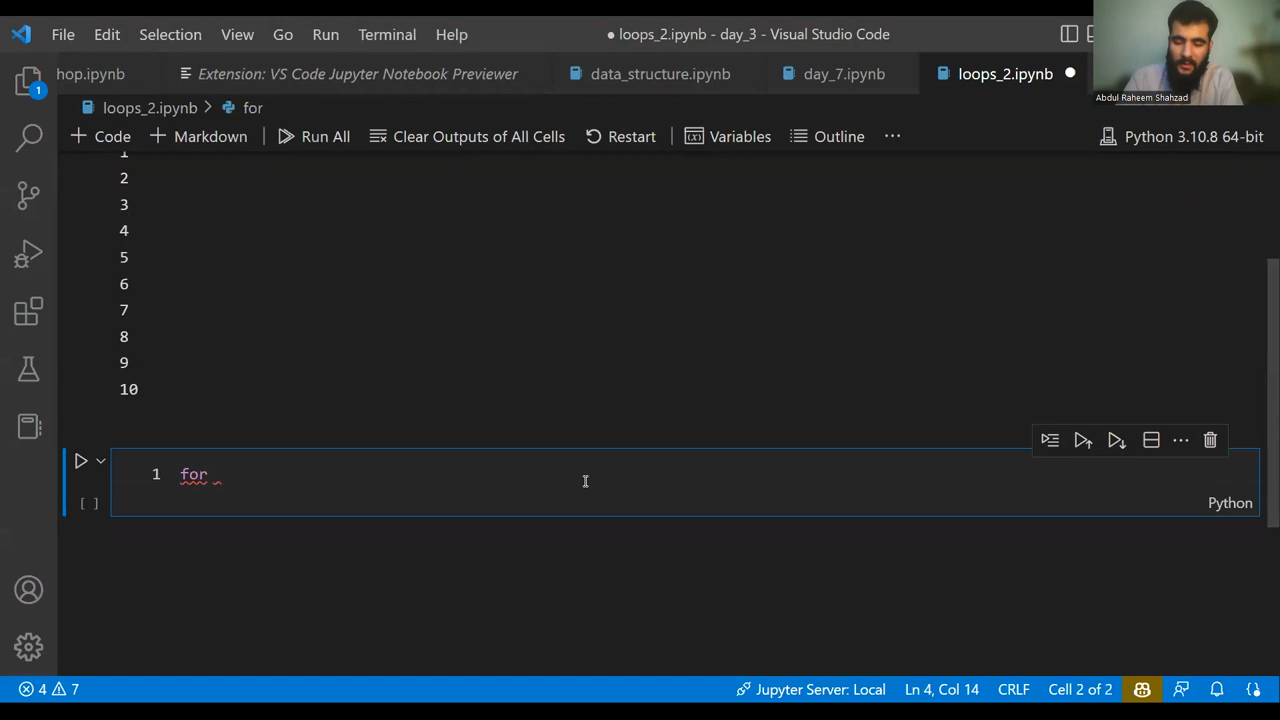 File Edit Selection View Go Run Terminal Help
● loops_2.ipynb - day_3 - Visual Studio Code
Abdul Raheem Shahzad
hop.ipynb
Extension: VS Code Jupyter Notebook Previewer
data_structure.ipynb
day_7.ipynb
loops_2.ipynb
1
loops_2.ipynb > for
+ Code + Markdown Run All Clear Outputs of All Cells Restart Variables Outline ... Python 3.10.8 64-bit
1
2
3
4
5
6
7
8
9
10
1 for
[ ]
Python
4 7 Jupyter Server: Local Ln 4, Col 14 CRLF Cell 2 of 2